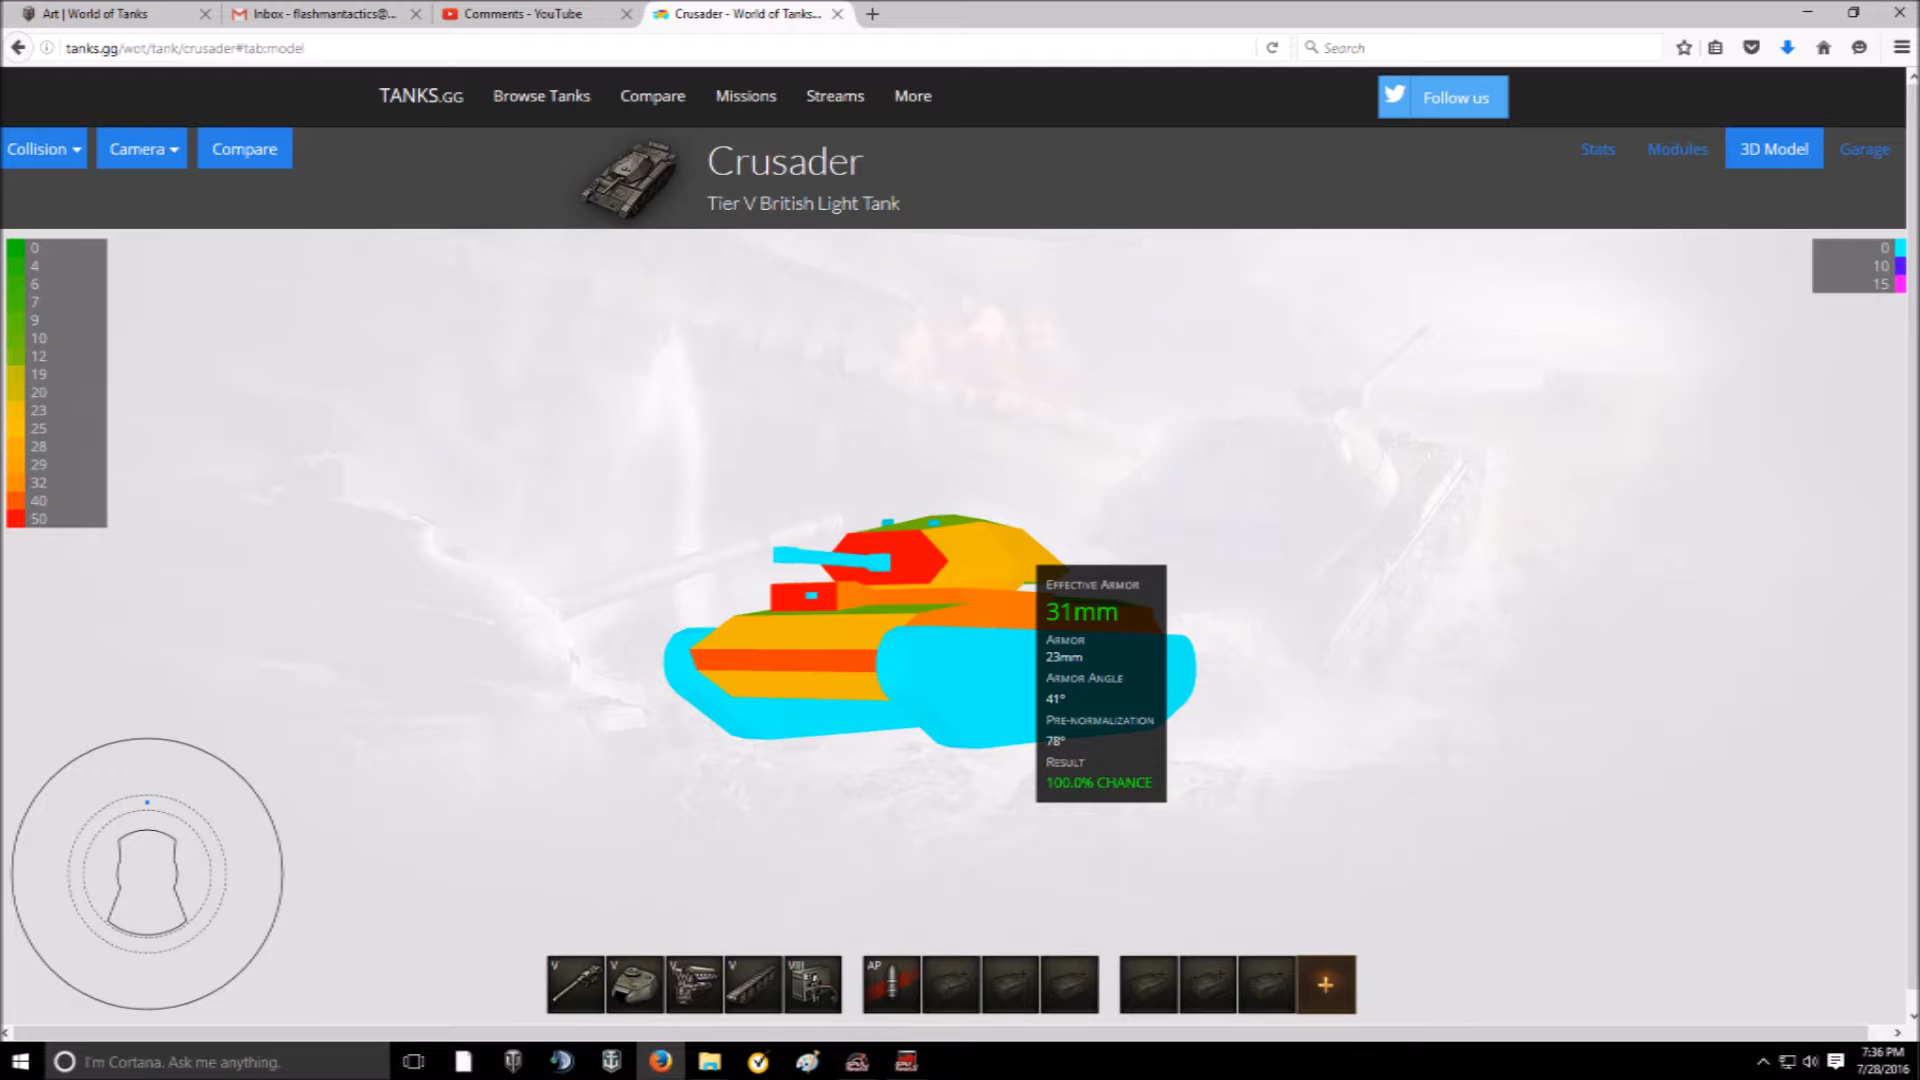 Art | World of Tanks
Inbox - flashmantactics@...
Comments - YouTube
Crusader - World of Tanks...
tanks.gg/wot/tank/crusader#tab:model
Search
TANKS.GG
Browse Tanks
Compare
Missions
Streams
More
Follow us
Collision
Camera
Compare
Crusader
Tier V British Light Tank
Stats
Modules
3D Model
Garage
0
4
6
7
9
10
12
19
20
23
25
28
29
32
40
50
0
10
15
EFFECTIVE ARMOR
31mm
ARMOR
23mm
ARMOR ANGLE
41°
PRE-NORMALIZATION
78°
RESULT
100.0% CHANCE
V
V
V
V
VIII
AP
I'm Cortana. Ask me anything.
7:36 PM
7/28/2016